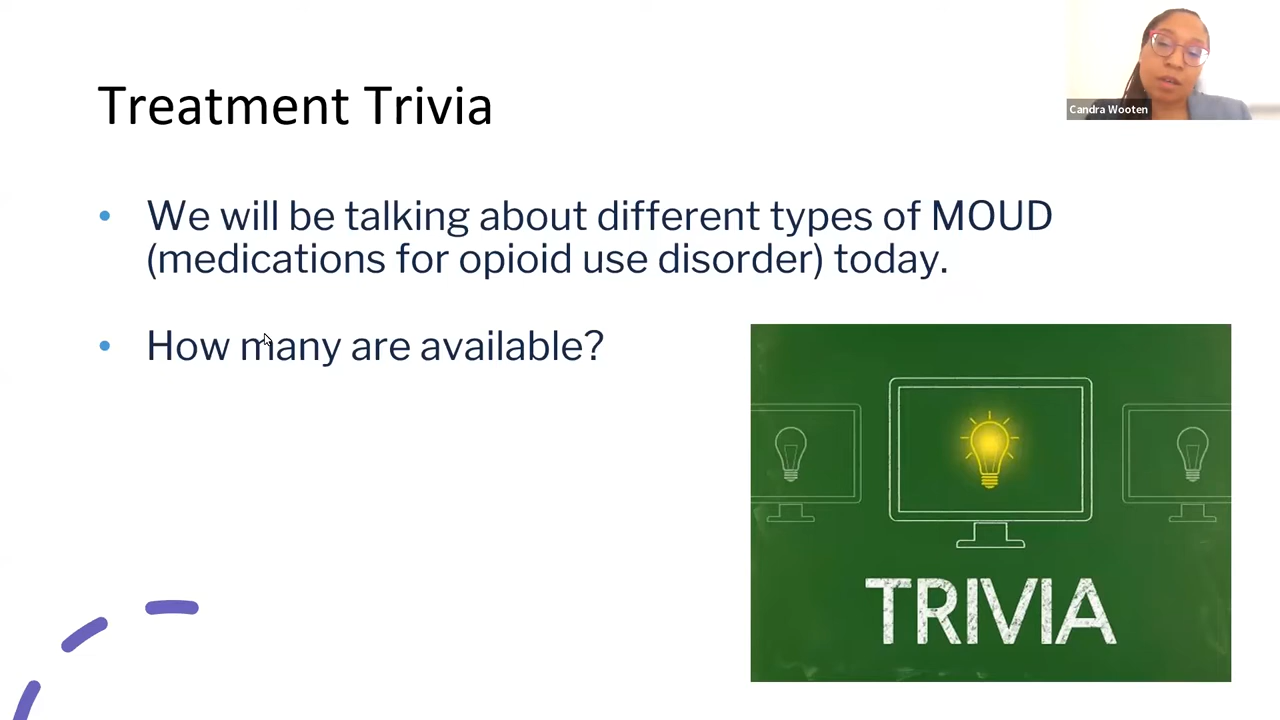 Treatment Trivia
Candra Wooten
• We will be talking about different types of MOUD
(medications for opioid use disorder) today.
• How many are available?
TRIVIA